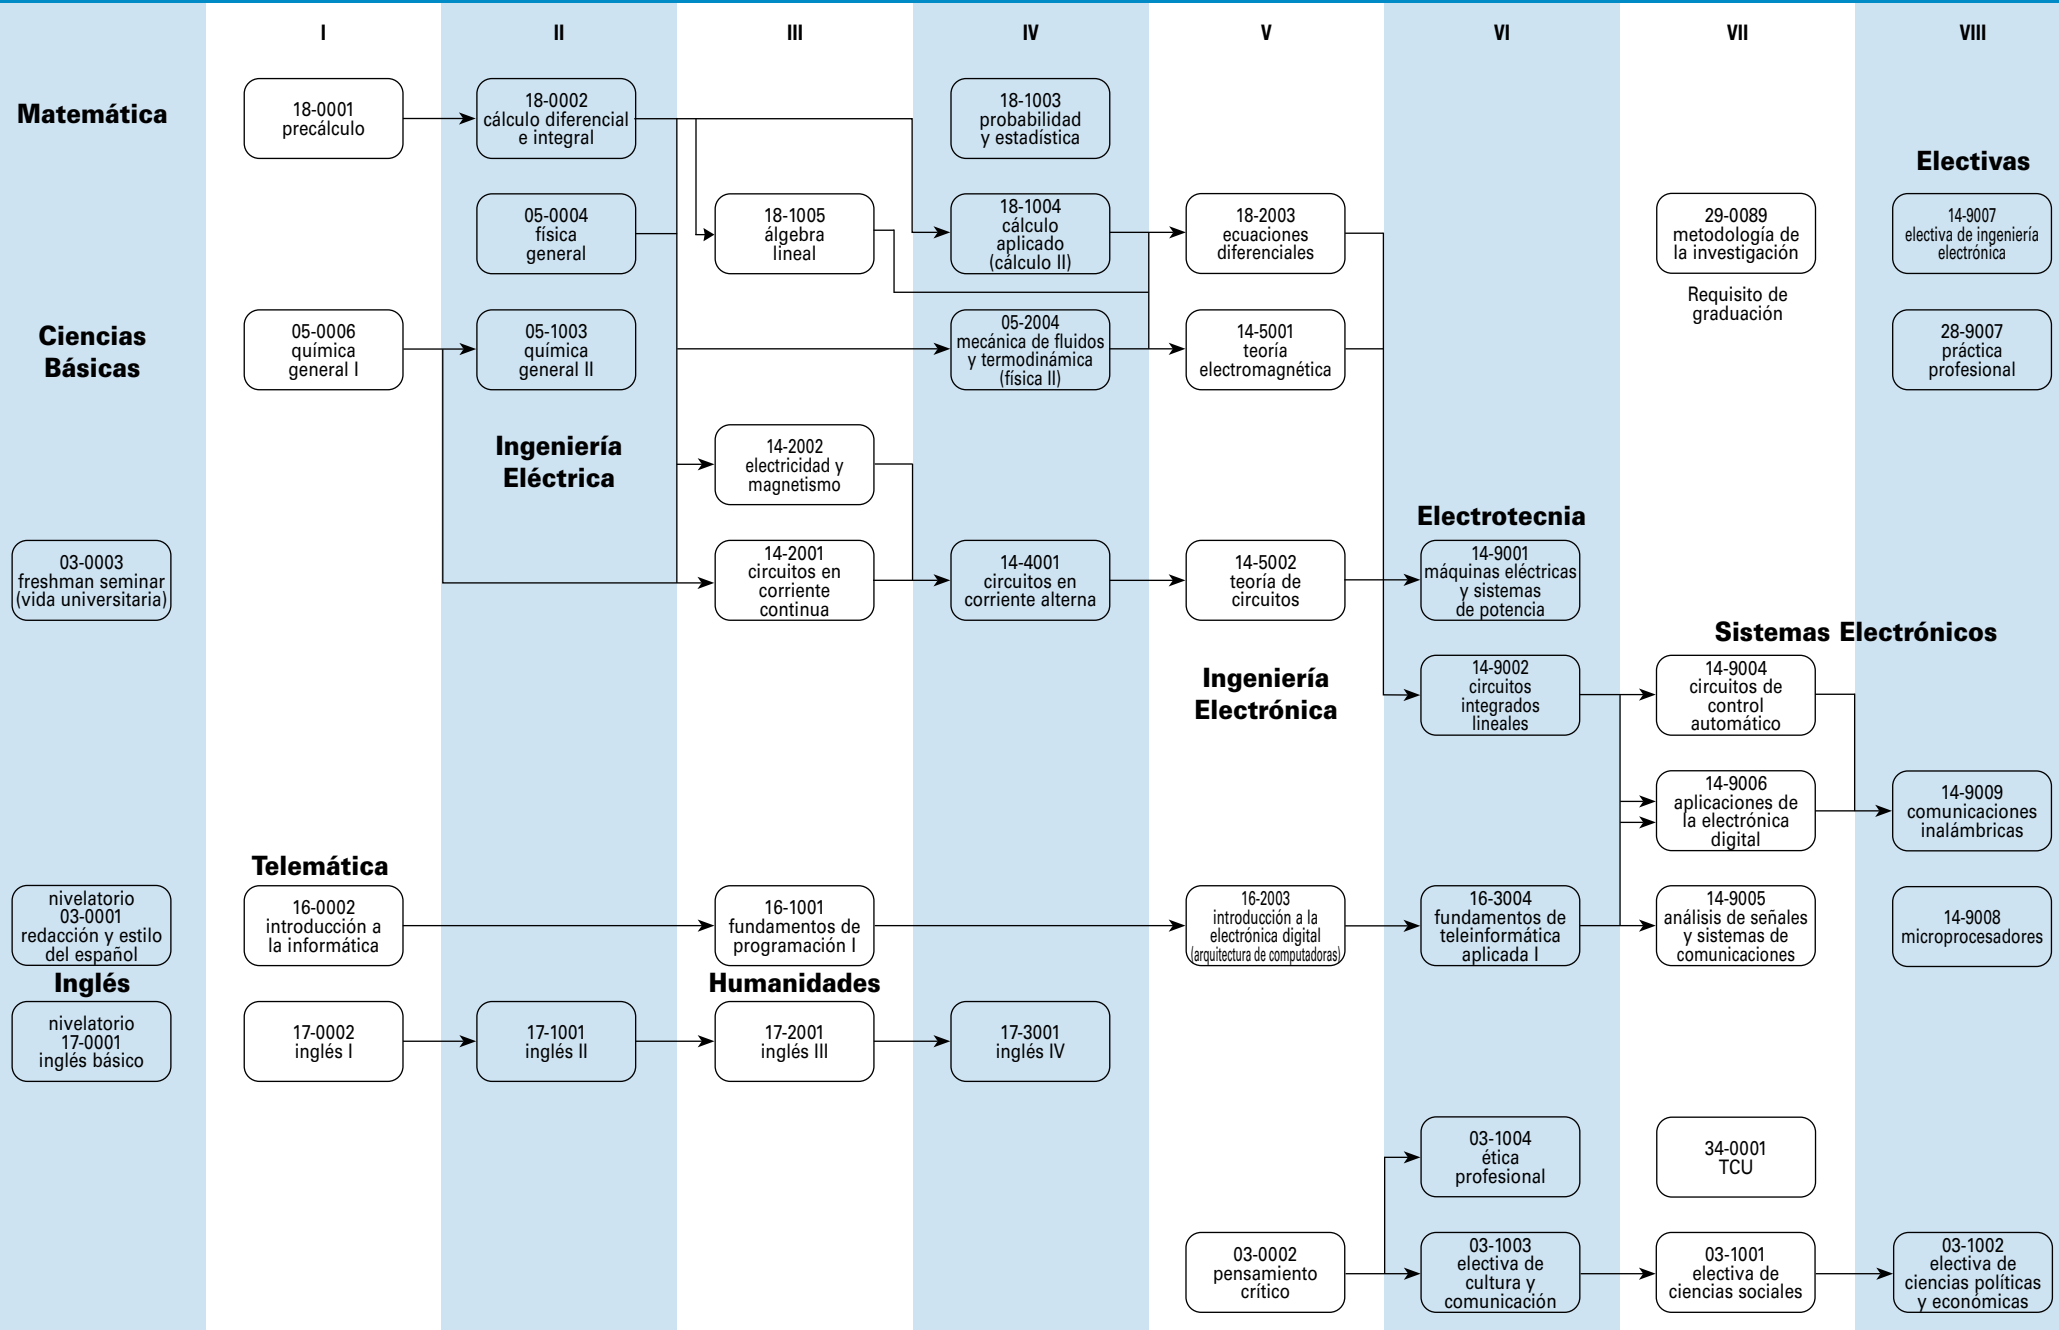 I
II
III
IV
V
VI
VII
VIII
Matemática
18-0001
precálculo
18-0002
cálculo diferencial
e integral
18-1003
probabilidad
y estadística
Electivas
05-0004
física
general
18-1005
álgebra
lineal
18-1004
cálculo
aplicado
(cálculo II)
18-2003
ecuaciones
diferenciales
29-0089
metodología de
la investigación
Requisito de
graduación
14-9007
electiva de ingeniería
electrónica
Ciencias
Básicas
05-0006
química
general I
05-1003
química
general II
05-2004
mecánica de fluidos
y termodinámica
(física II)
14-5001
teoría
electromagnética
28-9007
práctica
profesional
Ingeniería
Eléctrica
14-2002
electricidad y
magnetismo
Electrotecnia
03-0003
freshman seminar
(vida universitaria)
14-2001
circuitos en
corriente
continua
14-4001
circuitos en
corriente alterna
14-5002
teoría de
circuitos
14-9001
máquinas eléctricas
y sistemas
de potencia
Sistemas Electrónicos
Ingeniería
Electrónica
14-9002
circuitos
integrados
lineales
14-9004
circuitos de
control
automático
14-9006
aplicaciones de
la electrónica
digital
14-9009
comunicaciones
inalámbricas
Telemática
nivelatorio
03-0001
redacción y estilo
del español
16-0002
introducción a
la informática
16-1001
fundamentos de
programación I
16-2003
introducción a la
electrónica digital
(arquitectura de computadoras)
16-3004
fundamentos de
teleinformática
aplicada I
14-9005
análisis de señales
y sistemas de
comunicaciones
14-9008
microprocesadores
Inglés
Humanidades
nivelatorio
17-0001
inglés básico
17-0002
inglés I
17-1001
inglés II
17-2001
inglés III
17-3001
inglés IV
03-1004
ética
profesional
34-0001
TCU
03-0002
pensamiento
crítico
03-1003
electiva de
cultura y
comunicación
03-1001
electiva de
ciencias sociales
03-1002
electiva de
ciencias políticas
y económicas